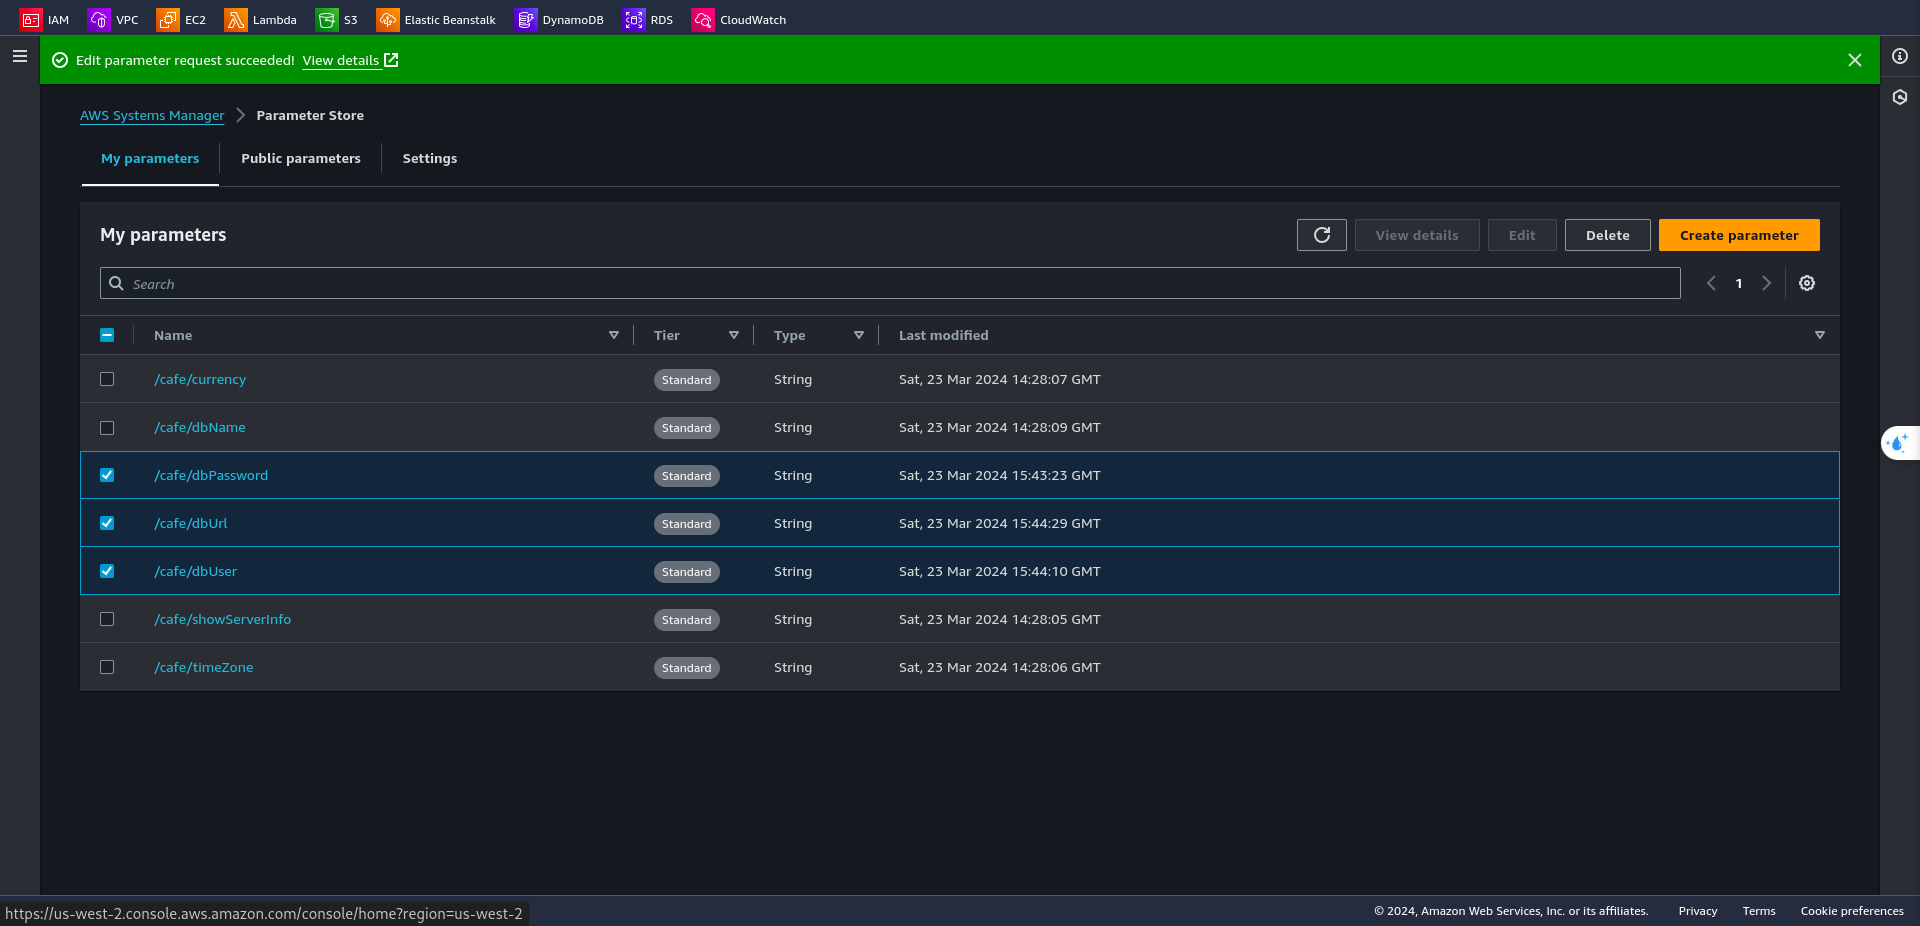 IAM VPC EC2 Lambda S3 Elastic Beanstalk DynamoDB RDS CloudWatch
Edit parameter request succeeded! View details
AWS Systems Manager Parameter Store
My parameters Public parameters Settings
My parameters View details Edit Delete Create parameter
Search 1
Name Tier Type Last modified
/cafe/currency Standard String Sat, 23 Mar 2024 14:28:07 GMT
/cafe/dbName Standard String Sat, 23 Mar 2024 14:28:09 GMT
/cafe/dbPassword Standard String Sat, 23 Mar 2024 15:43:23 GMT
/cafe/dbUrl Standard String Sat, 23 Mar 2024 15:44:29 GMT
/cafe/dbUser Standard String Sat, 23 Mar 2024 15:44:10 GMT
/cafe/showServerInfo Standard String Sat, 23 Mar 2024 14:28:05 GMT
/cafe/timeZone Standard String Sat, 23 Mar 2024 14:28:06 GMT
https://us-west-2.console.aws.amazon.com/console/home?region=us-west-2 © 2024, Amazon Web Services, Inc. or its affiliates. Privacy Terms Cookie preferences